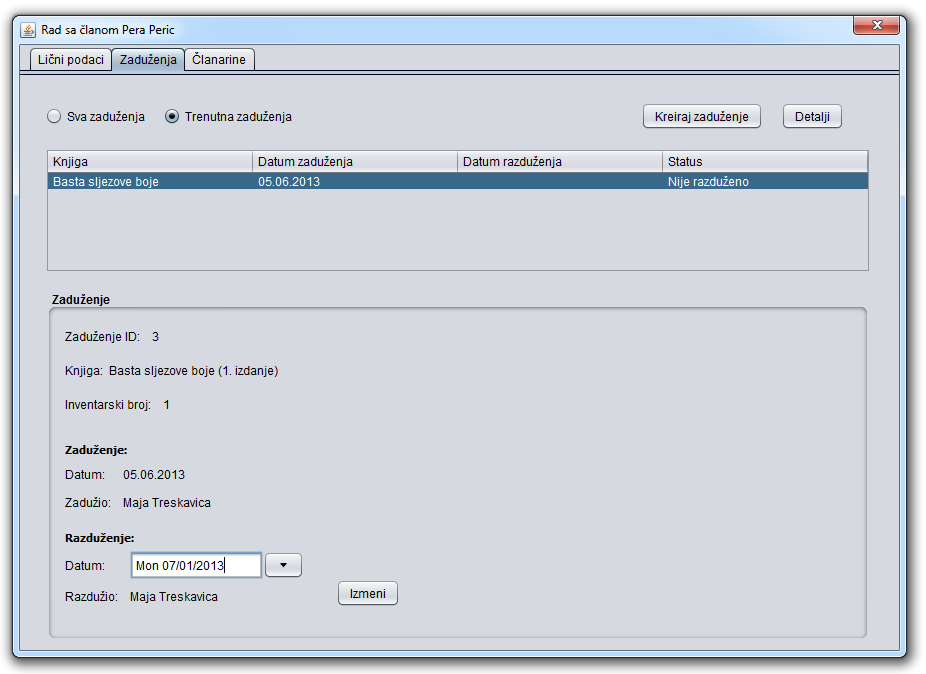 Rad sa članom Pera Peric
Lični podaci Zaduženja Članarine
Sva zaduženja Trenutna zaduženja Kreiraj zaduženje Detalji
Knjiga Datum zaduženja Datum razduženja Status
Basta sljezove boje 05.06.2013 Nije razduženo
Zaduženje
Zaduženje ID: 3
Knjiga: Basta sljezove boje (1. izdanje)
Inventarski broj: 1
Zaduženje:
Datum: 05.06.2013
Zadužio: Maja Treskavica
Razduženje:
Datum: Mon 07/01/2013
Razdužio: Maja Treskavica Izmeni